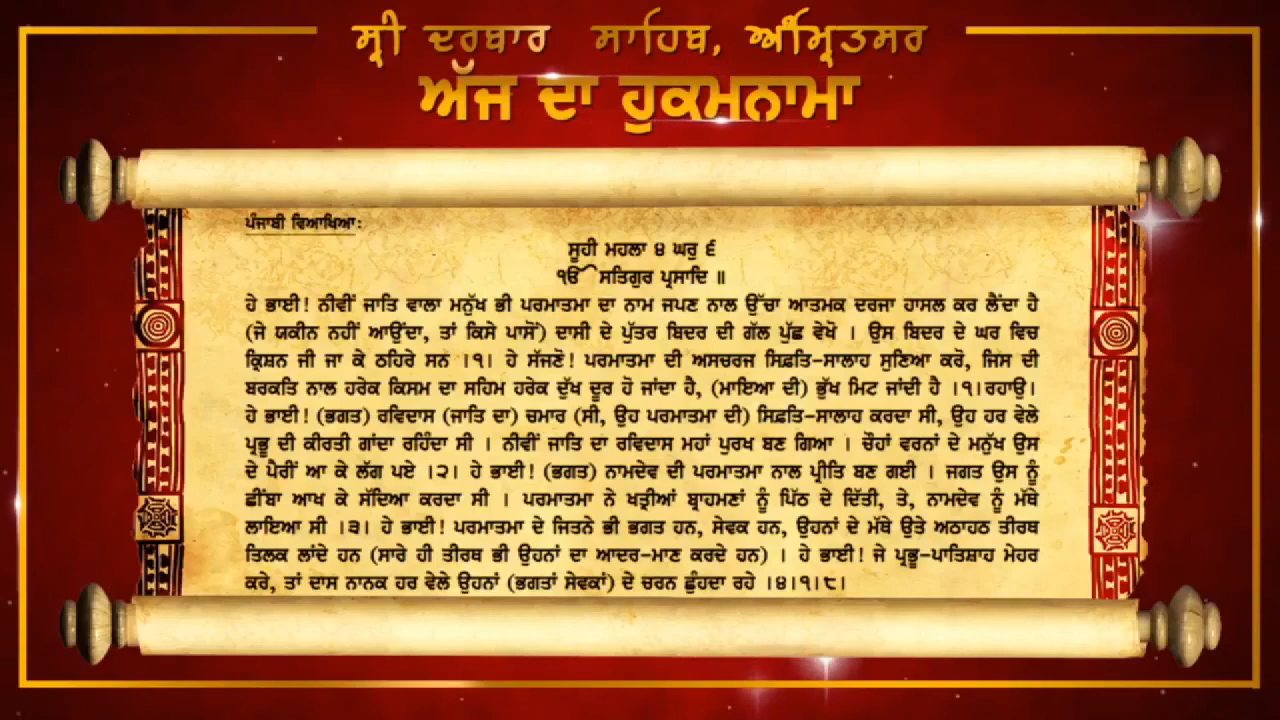 ਸ੍ਰੀ ਦਰਬਾਰ ਸਾਹਿਬ, ਅੰਮ੍ਰਿਤਸਰ
ਅੱਜ ਦਾ ਹੁਕਮਨਾਮਾ
ਪੰਜਾਬੀ ਵਿਆਖਿਆ:
ਸੂਹੀ ਮਹਲਾ ੪ ਘਰੁ ੬
ੴ ਸਤਿਗੁਰ ਪ੍ਰਸਾਦਿ ॥
ਹੇ ਭਾਈ! ਨੀਵੀਂ ਜਾਤਿ ਵਾਲਾ ਮਨੁੱਖ ਭੀ ਪਰਮਾਤਮਾ ਦਾ ਨਾਮ ਜਪਣ ਨਾਲ ਉੱਚਾ ਆਤਮਕ ਦਰਜਾ ਹਾਸਲ ਕਰ ਲੈਂਦਾ ਹੈ
(ਜੇ ਯਕੀਨ ਨਹੀਂ ਆਉਂਦਾ, ਤਾਂ ਕਿਸੇ ਪਾਸੋਂ) ਦਾਸੀ ਦੇ ਪੁੱਤਰ ਬਿਦਰ ਦੀ ਗੱਲ ਪੁੱਛ ਵੇਖੋ । ਉਸ ਬਿਦਰ ਦੇ ਘਰ ਵਿਚ
ਕ੍ਰਿਸ਼ਨ ਜੀ ਜਾ ਕੇ ਠਹਿਰੇ ਸਨ ।੧। ਹੇ ਸੱਜਣੋ! ਪਰਮਾਤਮਾ ਦੀ ਅਸਚਰਜ ਸਿਫ਼ਤਿ-ਸਾਲਾਹ ਸੁਣਿਆ ਕਰੋ, ਜਿਸ ਦੀ
ਬਰਕਤਿ ਨਾਲ ਹਰੇਕ ਕਿਸਮ ਦਾ ਸਹਿਮ ਹਰੇਕ ਦੁੱਖ ਦੂਰ ਹੋ ਜਾਂਦਾ ਹੈ, (ਮਾਇਆ ਦੀ) ਭੁੱਖ ਮਿਟ ਜਾਂਦੀ ਹੈ ।੧।ਰਹਾਉ।
ਹੇ ਭਾਈ! (ਭਗਤ) ਰਵਿਦਾਸ (ਜਾਤਿ ਦਾ) ਚਮਾਰ (ਸੀ, ਉਹ ਪਰਮਾਤਮਾ ਦੀ) ਸਿਫ਼ਤਿ-ਸਾਲਾਹ ਕਰਦਾ ਸੀ, ਉਹ ਹਰ ਵੇਲੇ
ਪ੍ਰਭੂ ਦੀ ਕੀਰਤੀ ਗਾਂਦਾ ਰਹਿੰਦਾ ਸੀ । ਨੀਵੀਂ ਜਾਤਿ ਦਾ ਰਵਿਦਾਸ ਮਹਾਂ ਪੁਰਖ ਬਣ ਗਿਆ । ਚੌਹਾਂ ਵਰਨਾਂ ਦੇ ਮਨੁੱਖ ਉਸ
ਦੇ ਪੈਰੀਂ ਆ ਕੇ ਲੱਗ ਪਏ ।੨। ਹੇ ਭਾਈ! (ਭਗਤ) ਨਾਮਦੇਵ ਦੀ ਪਰਮਾਤਮਾ ਨਾਲ ਪ੍ਰੀਤਿ ਬਣ ਗਈ । ਜਗਤ ਉਸ ਨੂੰ
ਛੀਂਬਾ ਆਖ ਕੇ ਸੱਦਿਆ ਕਰਦਾ ਸੀ । ਪਰਮਾਤਮਾ ਨੇ ਖਤ੍ਰੀਆਂ ਬ੍ਰਾਹਮਣਾਂ ਨੂੰ ਪਿੱਠ ਦੇ ਦਿੱਤੀ, ਤੇ, ਨਾਮਦੇਵ ਨੂੰ ਮੱਥੇ
ਲਾਇਆ ਸੀ ।੩। ਹੇ ਭਾਈ! ਪਰਮਾਤਮਾ ਦੇ ਜਿਤਨੇ ਭੀ ਭਗਤ ਹਨ, ਸੇਵਕ ਹਨ, ਉਹਨਾਂ ਦੇ ਮੱਥੇ ਉਤੇ ਅਠਾਹਠ ਤੀਰਥ
ਤਿਲਕ ਲਾਂਦੇ ਹਨ (ਸਾਰੇ ਹੀ ਤੀਰਥ ਭੀ ਉਹਨਾਂ ਦਾ ਆਦਰ-ਮਾਣ ਕਰਦੇ ਹਨ) । ਹੇ ਭਾਈ! ਜੇ ਪ੍ਰਭੂ-ਪਾਤਿਸ਼ਾਹ ਮੇਹਰ
ਕਰੇ, ਤਾਂ ਦਾਸ ਨਾਨਕ ਹਰ ਵੇਲੇ ਉਹਨਾਂ (ਭਗਤਾਂ ਸੇਵਕਾਂ) ਦੇ ਚਰਨ ਛੁੰਹਦਾ ਰਹੇ ।੪।੧।੮।